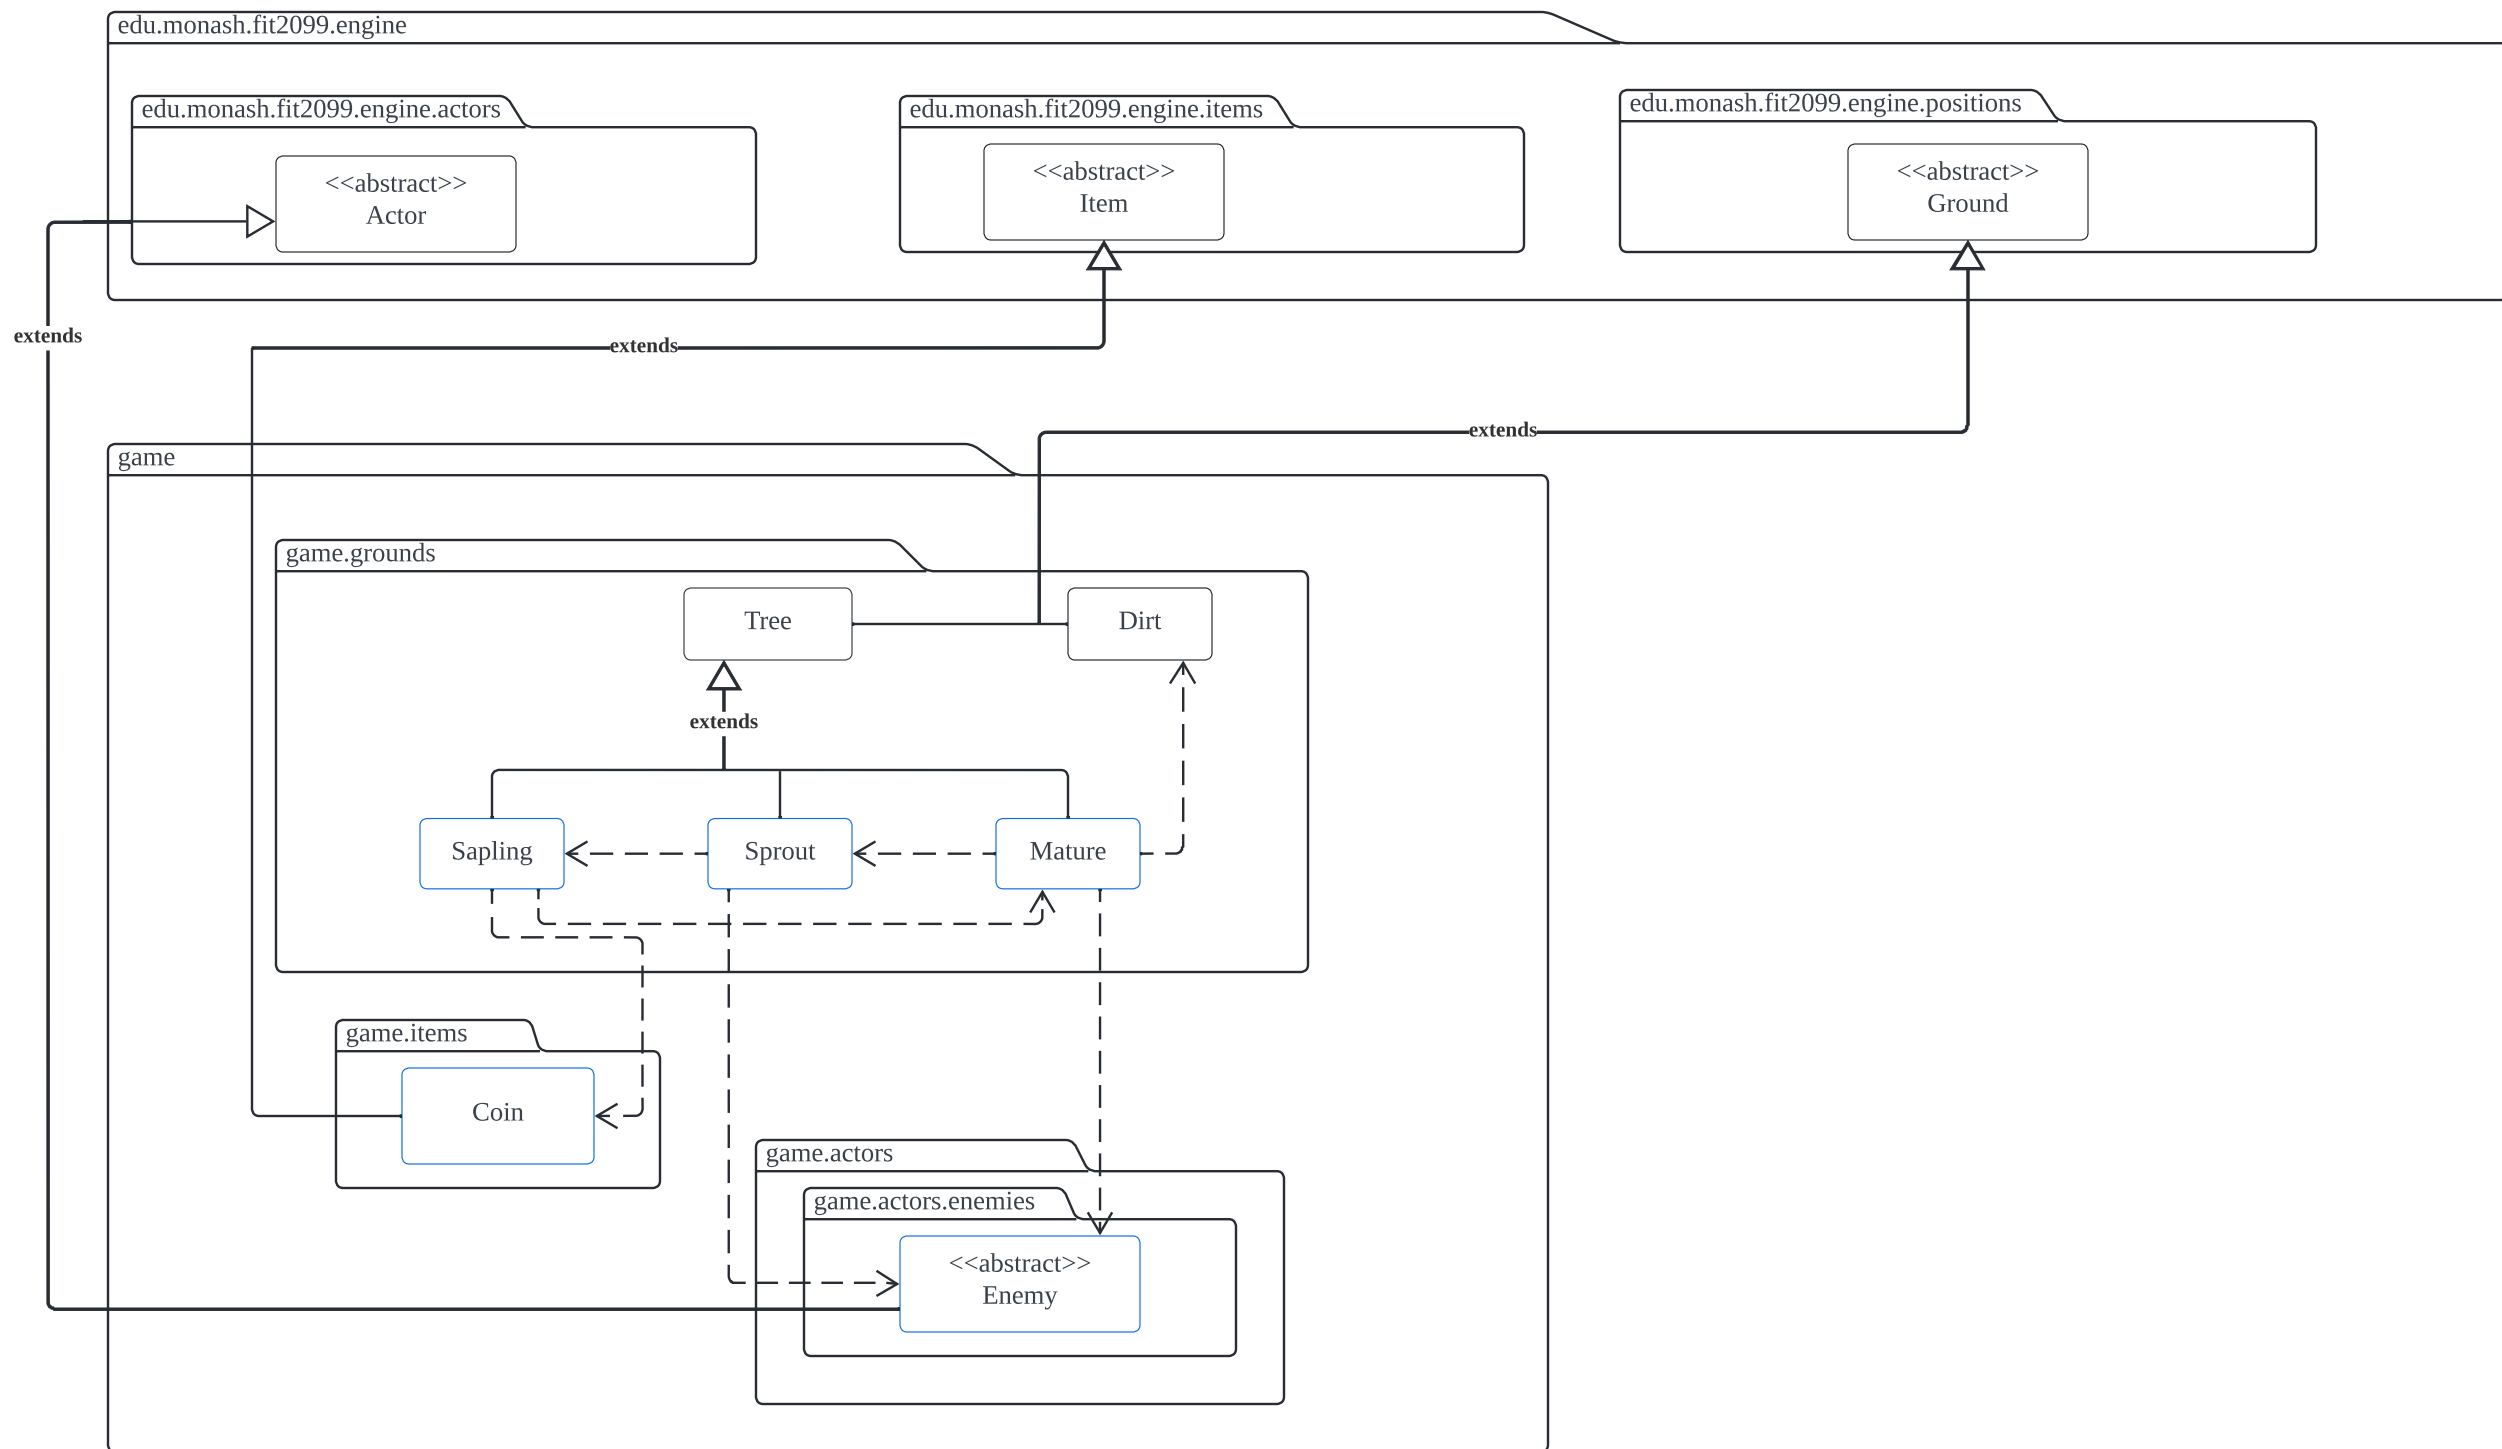 edu.monash.fit2099.engine
edu.monash.fit2099.engine.actors
edu.monash.fit2099.engine.items
edu.monash.fit2099.engine.positions
<<abstract>>
Actor
<<abstract>>
Item
<<abstract>>
Ground
extends
extends
extends
game
game.grounds
Tree
Dirt
extends
Sapling
Sprout
Mature
game.items
Coin
game.actors
game.actors.enemies
<<abstract>>
Enemy